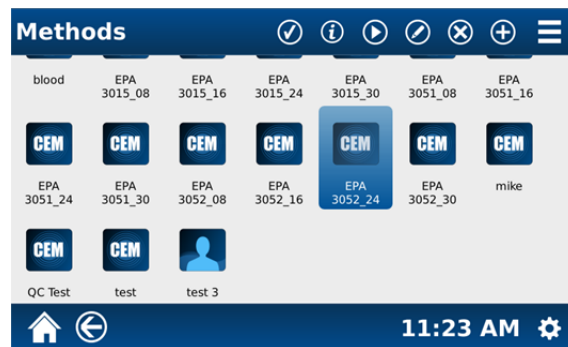 Methods
blood
EPA
3015_08
EPA
3015_16
EPA
3015_24
EPA
3015_30
EPA
3051_08
EPA
3051_16
CEM
CEM
CEM
CEM
CEM
CEM
CEM
EPA
3051_24
EPA
3051_30
EPA
3052_08
EPA
3052_16
EPA
3052_24
EPA
3052_30
mike
CEM
CEM
QC Test
test
test 3
11:23 AM